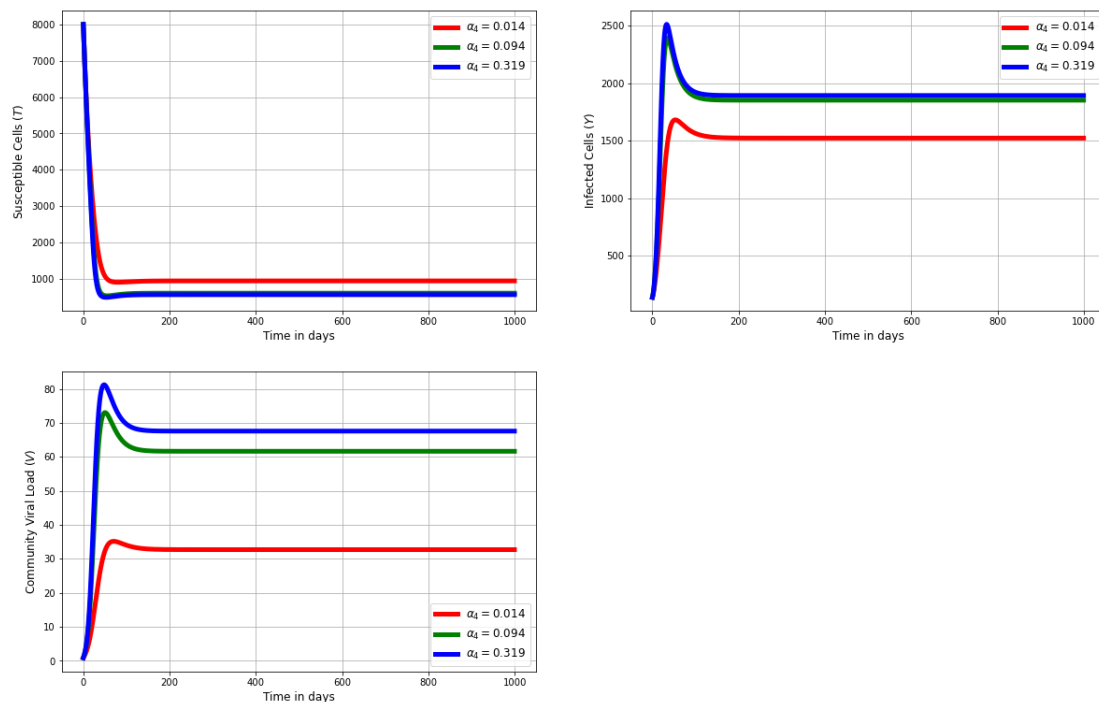 8000
7000
6000
5000
4000
3000
2000
1000
Susceptible Cells (T)
α₄ = 0.014
α₄ = 0.094
α₄ = 0.319
0 200 400 600 800 1000
Time in days
2500
2000
1500
1000
500
Infected Cells (Y)
α₄ = 0.014
α₄ = 0.094
α₄ = 0.319
0 200 400 600 800 1000
Time in days
80
70
60
50
40
30
20
10
0
Community Viral Load (V)
α₄ = 0.014
α₄ = 0.094
α₄ = 0.319
0 200 400 600 800 1000
Time in days